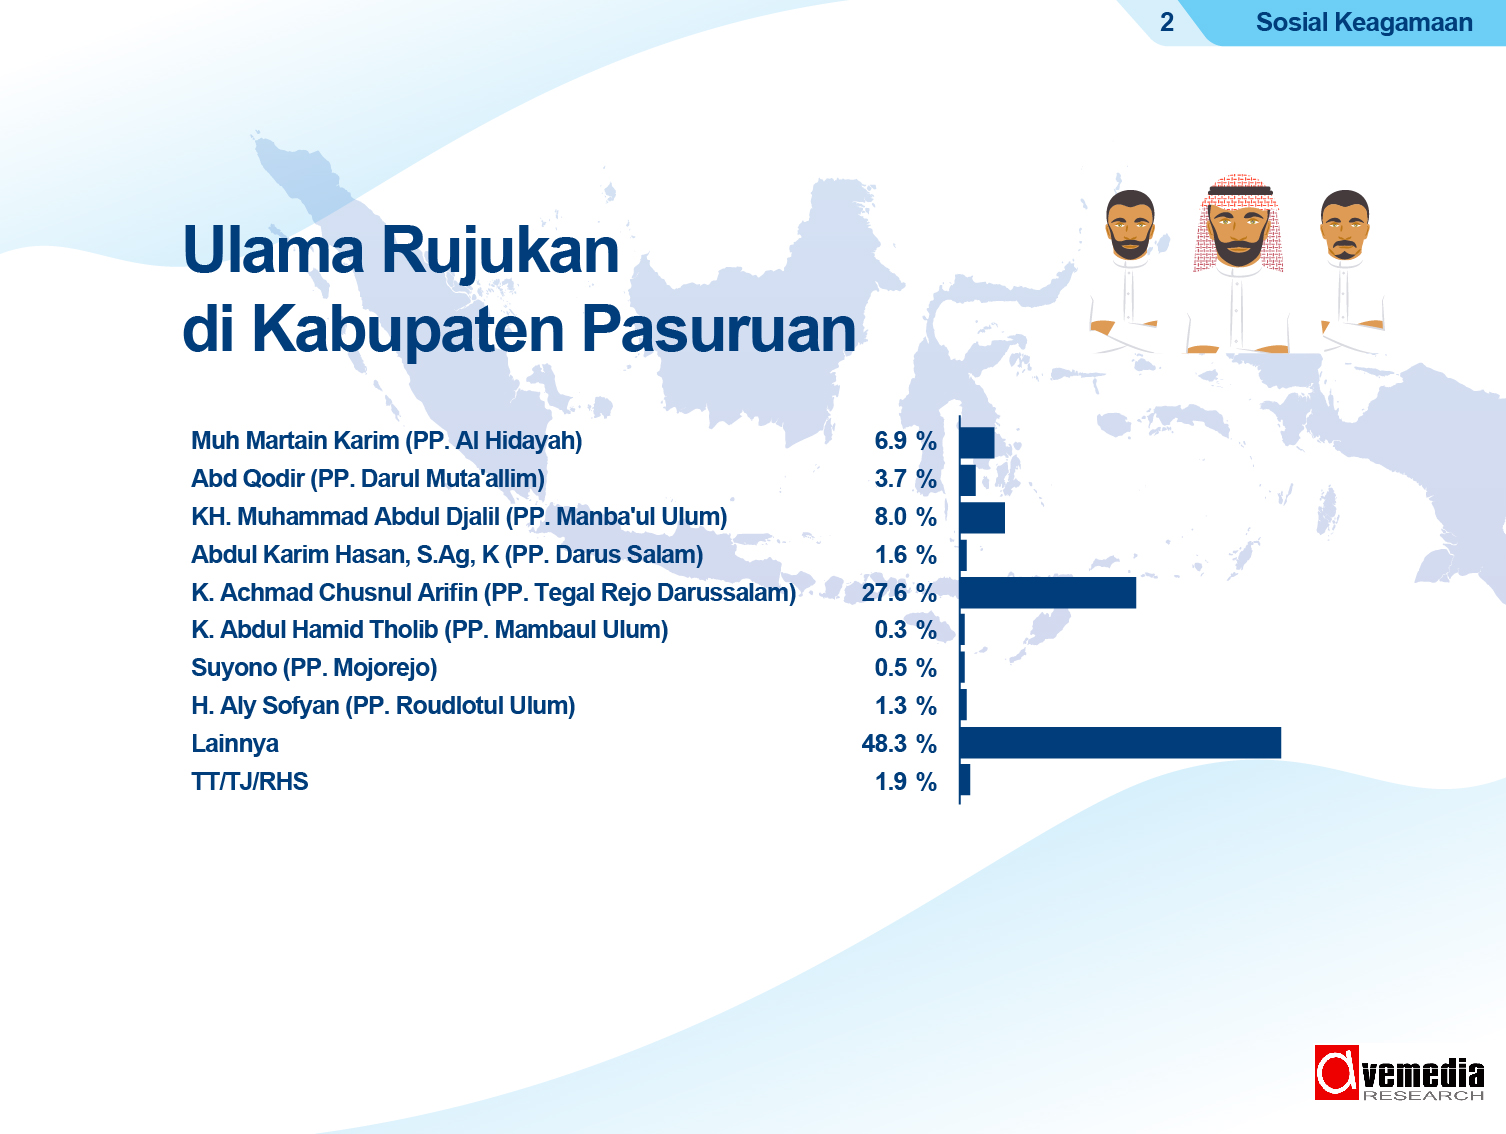 2 Sosial Keagamaan
Ulama Rujukan
di Kabupaten Pasuruan
Muh Martain Karim (PP. Al Hidayah) 6.9 %
Abd Qodir (PP. Darul Muta'allim) 3.7 %
KH. Muhammad Abdul Djalil (PP. Manba'ul Ulum) 8.0 %
Abdul Karim Hasan, S.Ag, K (PP. Darus Salam) 1.6 %
K. Achmad Chusnul Arifin (PP. Tegal Rejo Darussalam) 27.6 %
K. Abdul Hamid Tholib (PP. Mambaul Ulum) 0.3 %
Suyono (PP. Mojorejo) 0.5 %
H. Aly Sofyan (PP. Roudlotul Ulum) 1.3 %
Lainnya 48.3 %
TT/TJ/RHS 1.9 %
avemedia
RESEARCH